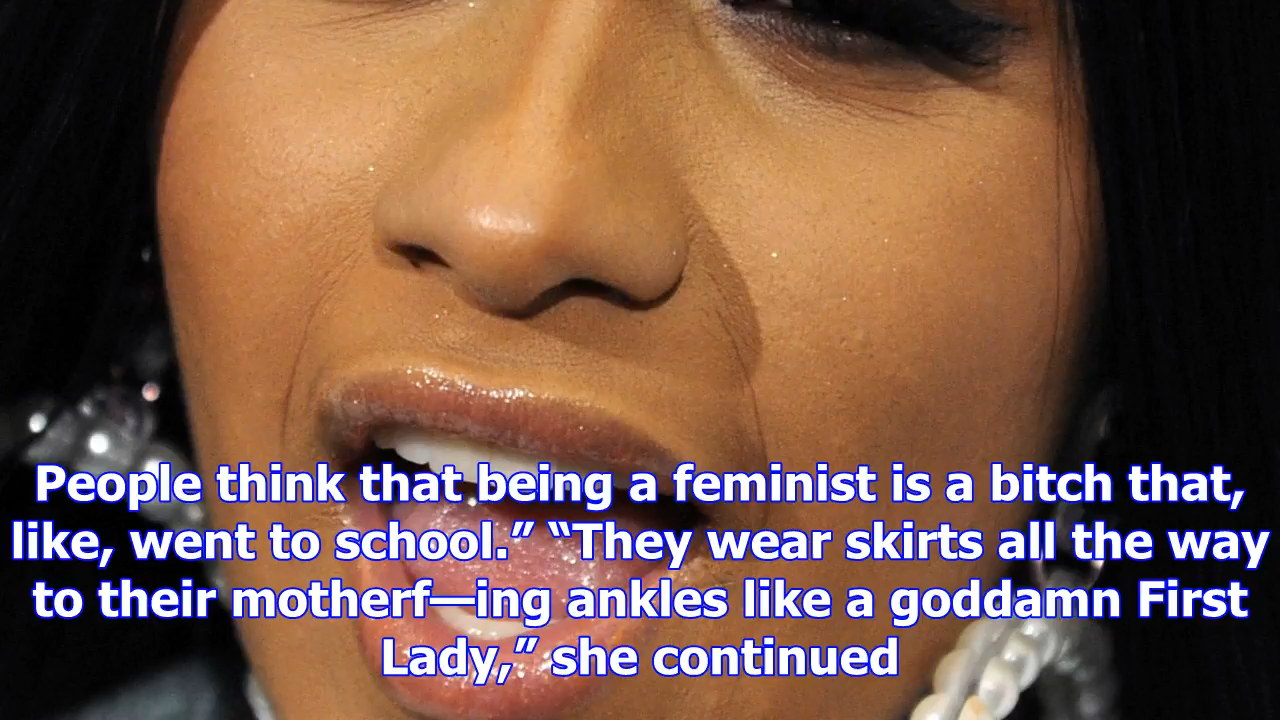 People think that being a feminist is a bitch that,
like, went to school.” “They wear skirts all the way
to their motherf—ing ankles like a goddamn First
Lady,” she continued